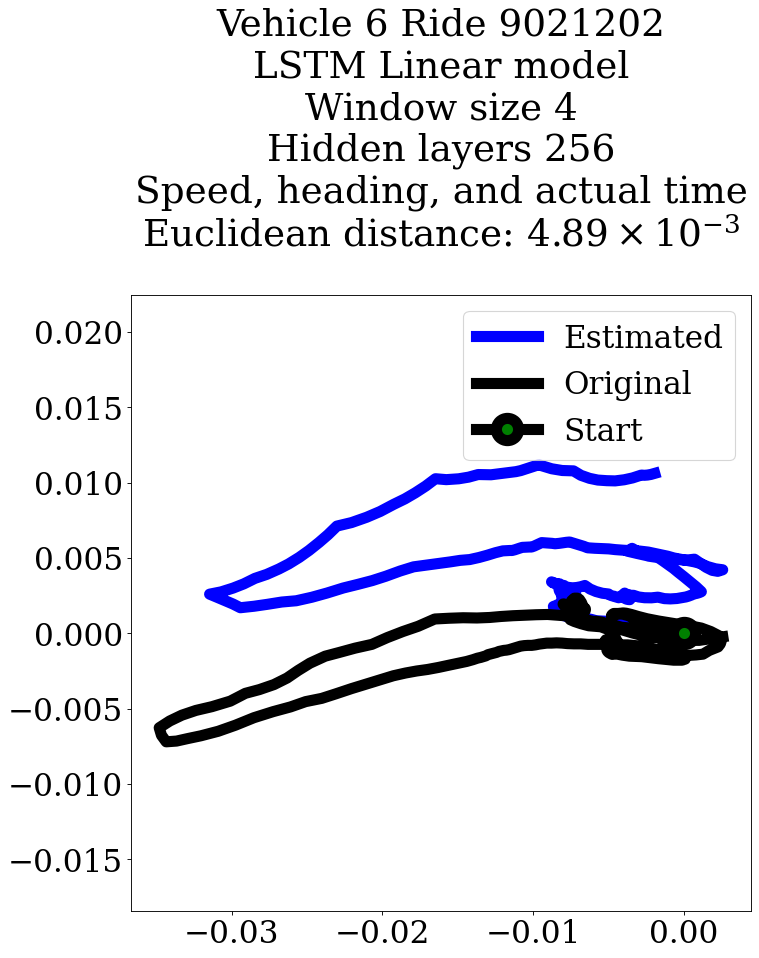 Vehicle 6 Ride 9021202
LSTM Linear model
Window size 4
Hidden layers 256
Speed, heading, and actual time
Euclidean distance: 4.89 × 10⁻³
Estimated
Original
Start
0.020
0.015
0.010
0.005
0.000
−0.005
−0.010
−0.015
−0.03 −0.02 −0.01 0.00